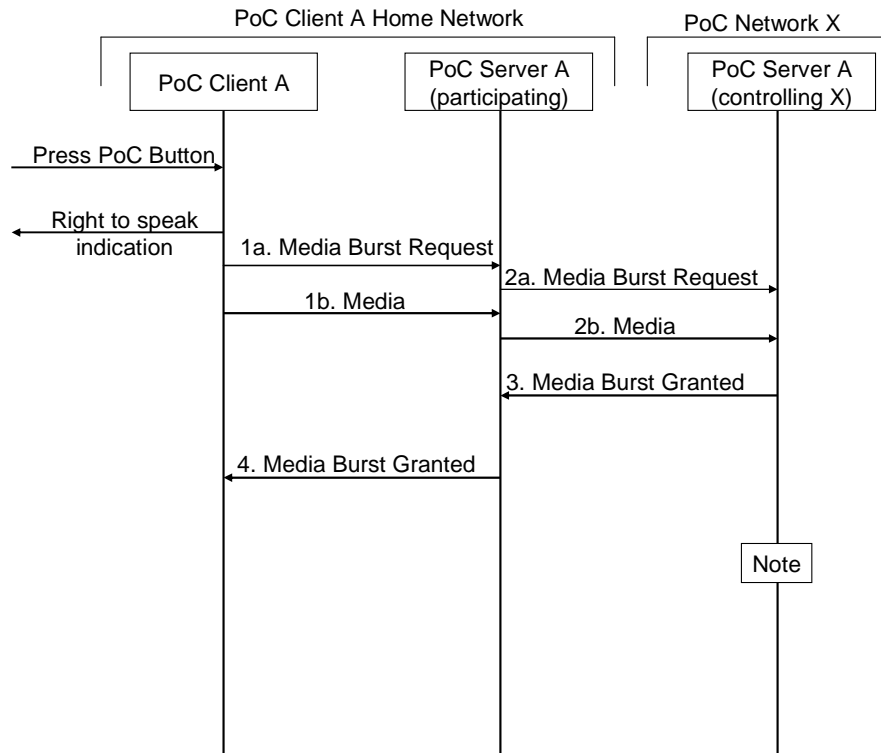 PoC Client A Home Network
PoC Network X
PoC Client A
PoC Server A
(participating)
PoC Server A
(controlling X)
Press PoC Button
Right to speak
indication
1a. Media Burst Request
2a. Media Burst Request
1b. Media
2b. Media
3. Media Burst Granted
4. Media Burst Granted
Note